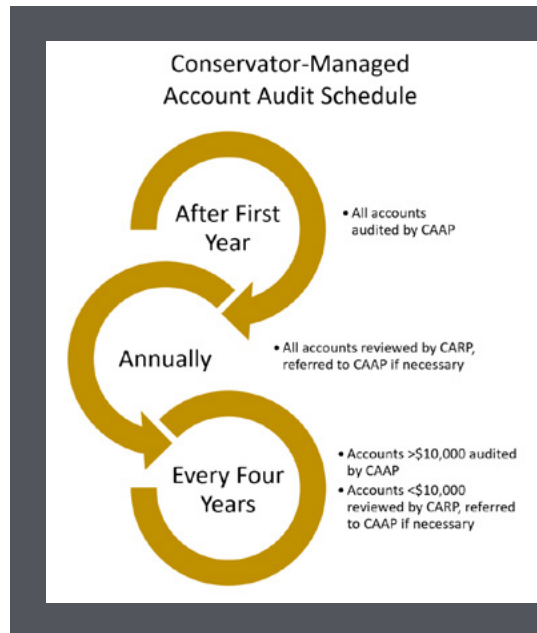 Conservator-Managed
Account Audit Schedule
After First
Year
• All accounts
audited by CAAP
Annually
• All accounts reviewed by CARP,
referred to CAAP if necessary
Every Four
Years
• Accounts >$10,000 audited
by CAAP
• Accounts <$10,000
reviewed by CARP, referred
to CAAP if necessary